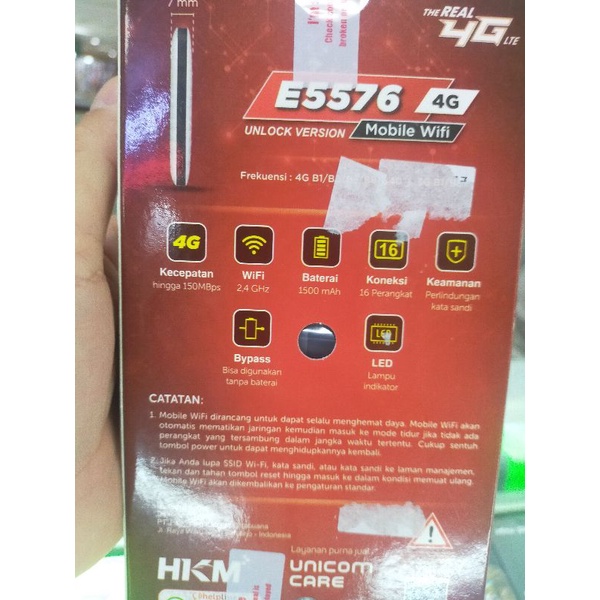 7 mm
THE REAL
4G LTE
E5576 4G
UNLOCK VERSION Mobile Wifi
Frekuensi : 4G B1/B
4G
16
Kecepatan
hingga 150MBps
WiFi
2,4 GHz
Baterai
1500 mAh
Koneksi
16 Perangkat
Keamanan
Perlindungan
kata sandi
LED
Bypass
Bisa digunakan
tanpa baterai
LED
Lampu
indikator
CATATAN:
1. Mobile WiFi dirancang untuk dapat selalu menghemat daya. Mobile WiFi akan
otomatis mematikan jaringan kemudian masuk ke mode tidur jika tidak ada
perangkat yang tersambung dalam jangka waktu tertentu. Cukup sentuh
tombol power untuk dapat menghidupkannya kembali.
2. Jika Anda lupa SSID Wi-Fi, kata sandi, atau kata sandi ke laman manajemen,
tekan dan tahan tombol reset hingga masuk ke dalam kondisi memuat ulang.
Mobile WiFi akan dikembalikan ke pengaturan standar.
- Indonesia
Layanan purna jual
HKM
UNICOM
CARE